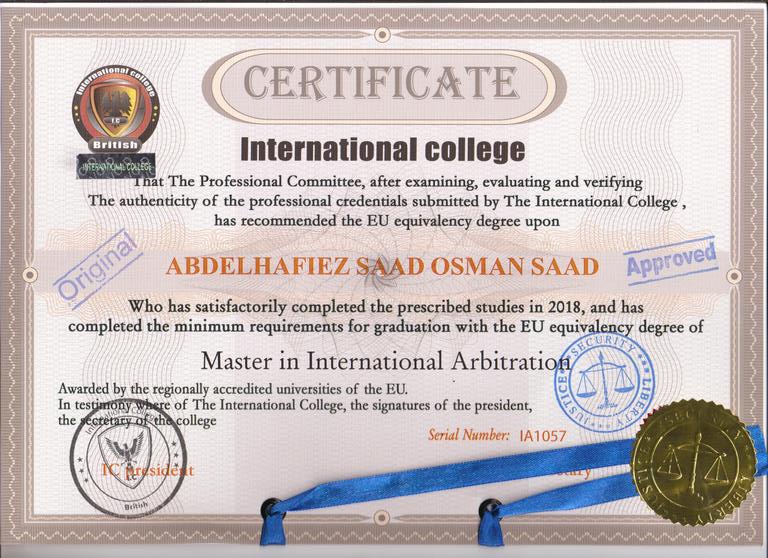 CERTIFICATE
International college
British
I.C
INTERNATIONAL COLLEGE
International college
That The Professional Committee, after examining, evaluating and verifying
The authenticity of the professional credentials submitted by The International College ,
has recommended the EU equivalency degree upon
Original
Approved
ABDELHAFIEZ SAAD OSMAN SAAD
Who has satisfactorily completed the prescribed studies in 2018, and has
completed the minimum requirements for graduation with the EU equivalency degree of
Master in International Arbitration
SECURITY
JUSTICE
LIBERTY
Awarded by the regionally accredited universities of the EU.
In testimony where of The International College, the signatures of the president,
the secretary of the college
Serial Number: IA1057
International College
I.C
British
IC president
SECURITY
JUSTICE
LIBERTY